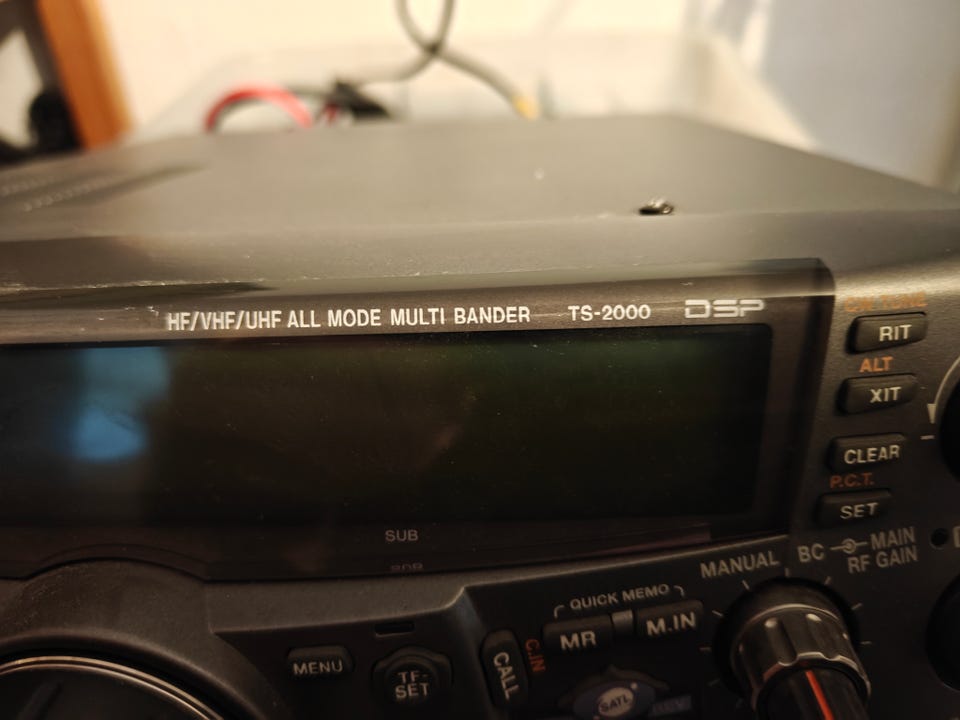 HF/VHF/UHF ALL MODE MULTI BANDER TS-2000 DSP
RIT
ALT
XIT
CLEAR
P.C.T.
SET
SUB
MANUAL BC MAIN
RF GAIN
QUICK MEMO
MR M.IN
MENU
TF-
SET
CALL
C.IN
SATL